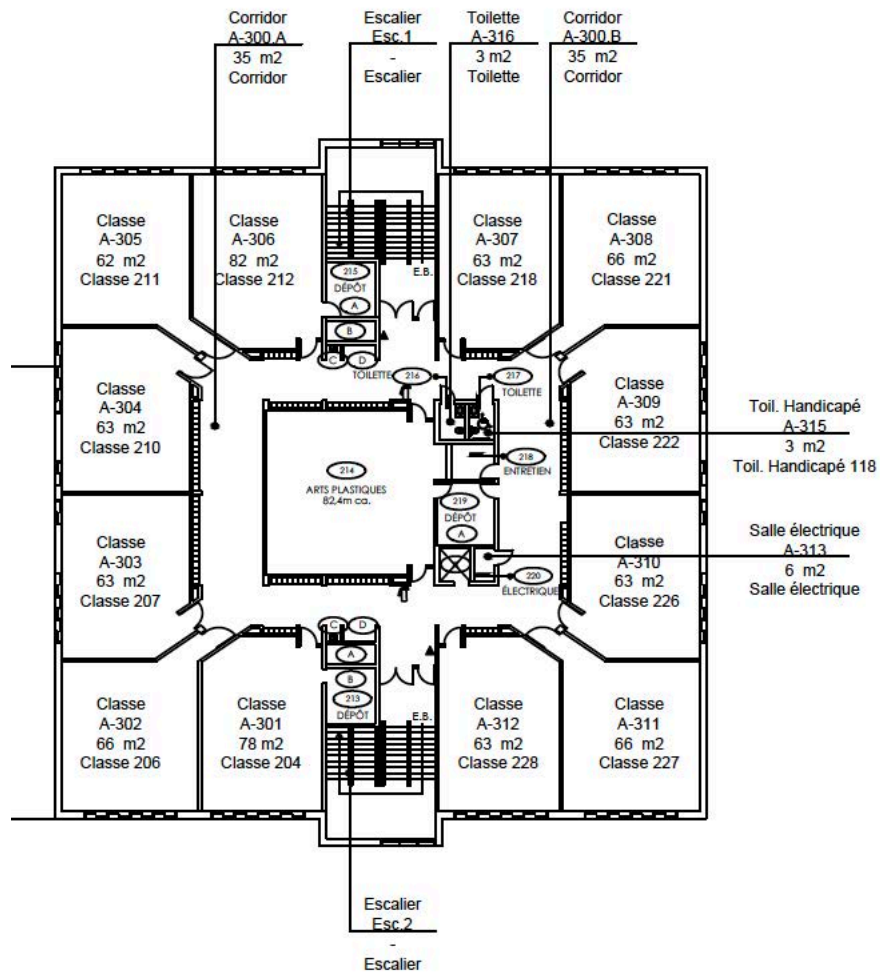 Corridor
A-300.A
35 m2
Corridor
Escalier
Esc.1
-
Escalier
Toilette
A-316
3 m2
Toilette
Corridor
A-300.B
35 m2
Corridor
Classe
A-305
62 m2
Classe 211
Classe
A-306
82 m2
Classe 212
215
DÉPÔT
A
B
C
D
E.B.
Classe
A-307
63 m2
Classe 218
Classe
A-308
66 m2
Classe 221
TOILETTE
216
217
TOILETTE
Classe
A-304
63 m2
Classe 210
214
ARTS PLASTIQUES
82,4m ca.
218
ENTRETIEN
219
DÉPÔT
A
220
ÉLECTRIQUE
Classe
A-309
63 m2
Classe 222
Toil. Handicapé
A-315
3 m2
Toil. Handicapé 118
Classe
A-303
63 m2
Classe 207
Classe
A-310
63 m2
Classe 226
Salle électrique
A-313
6 m2
Salle électrique
C
D
A
B
213
DÉPÔT
E.B.
Classe
A-302
66 m2
Classe 206
Classe
A-301
78 m2
Classe 204
Classe
A-312
63 m2
Classe 228
Classe
A-311
66 m2
Classe 227
Escalier
Esc.2
-
Escalier